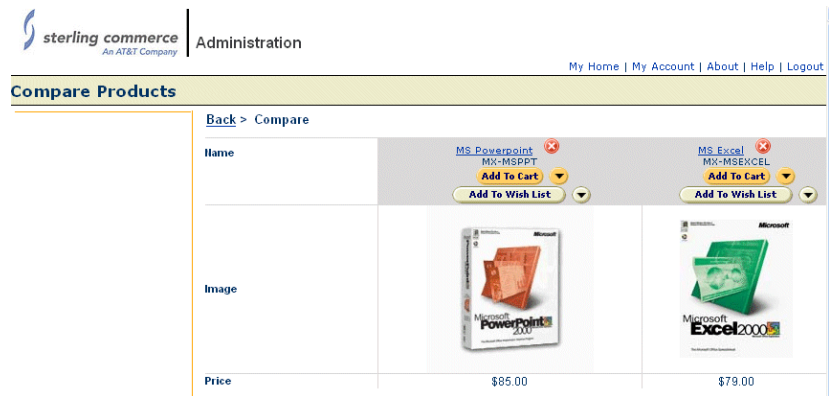 sterling commerce
An AT&T Company
Administration
My Home | My Account | About | Help | Logout
Compare Products
Back > Compare
Name
MS Powerpoint
MX-MSPPT
Add To Cart
Add To Wish List
MS Excel
MX-MSEXCEL
Add To Cart
Add To Wish List
Image
Microsoft
Microsoft
PowerPoint
2000
Microsoft
Microsoft
Excel2000
Price
$85.00
$79.00